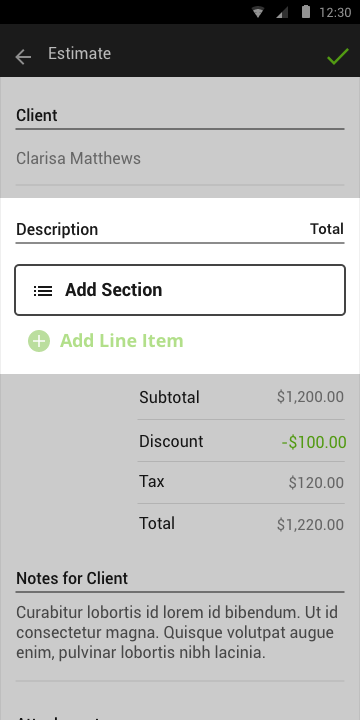 12:30
Estimate
Client
Clarisa Matthews
Description Total
Add Section
Add Line Item
Subtotal $1,200.00
Discount -$100.00
Tax $120.00
Total $1,220.00
Notes for Client
Curabitur lobortis id lorem id bibendum. Ut id
consectetur magna. Quisque volutpat augue
enim, pulvinar lobortis nibh lacinia.